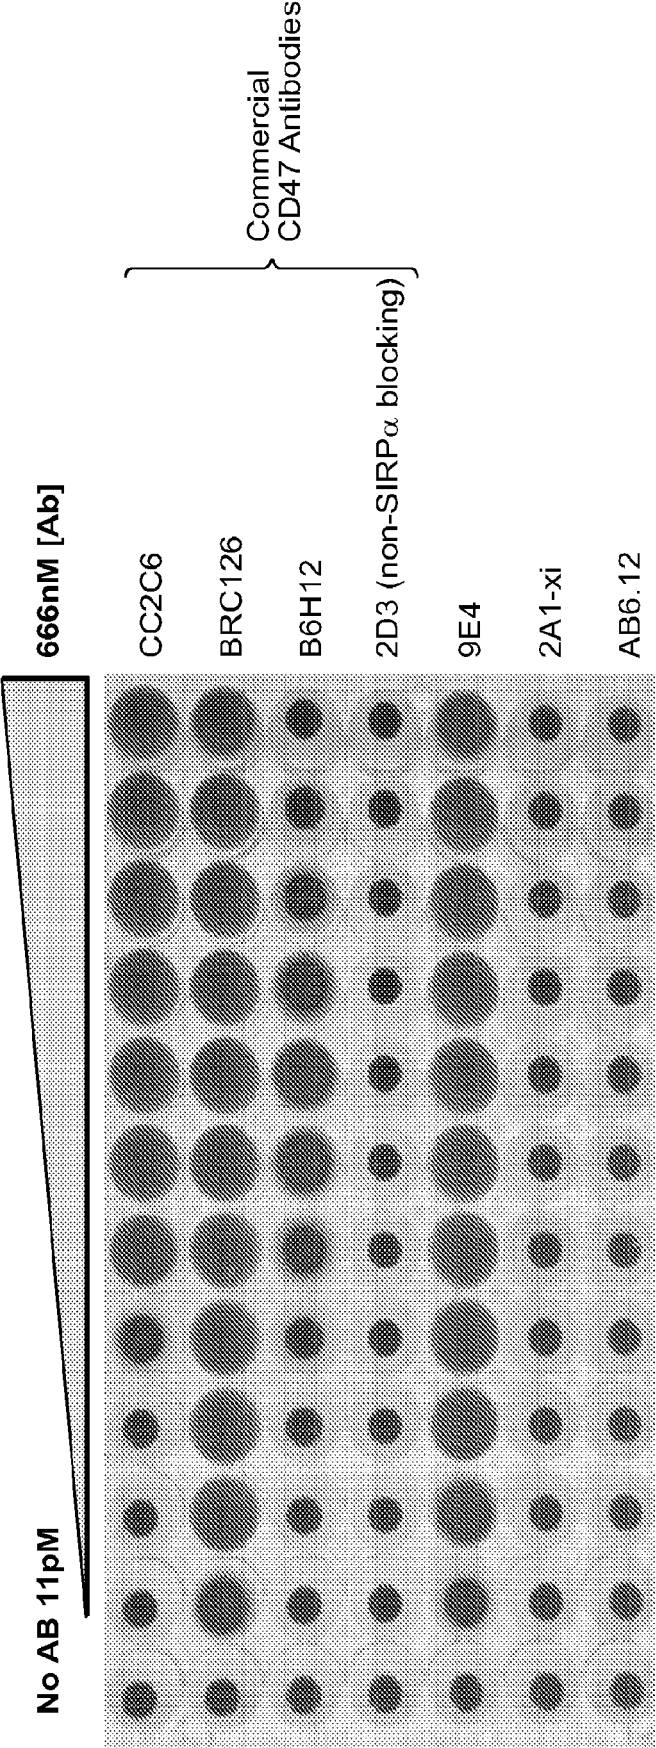 No AB 11pM
666nM [Ab]
CC2C6
BRC126
B6H12
2D3 (non-SIRPα blocking)
Commercial
CD47 Antibodies
9E4
2A1-xi
AB6.12